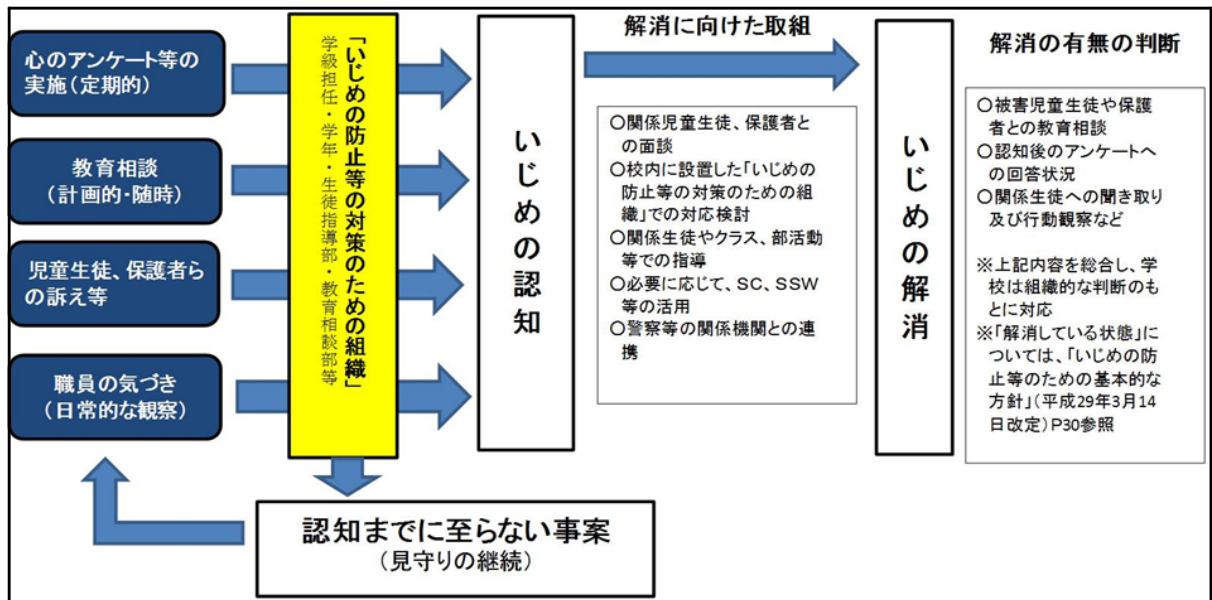 心のアンケート等の
実施(定期的)
教育相談
(計画的・随時)
児童生徒、保護者ら
の訴え等
職員の気づき
(日常的な観察)
「いじめの防止等の対策のための組織」
学級担任・学年・生徒指導部・教育相談部等
認知までに至らない事案
(見守りの継続)
いじめの認知
解消に向けた取組
○関係児童生徒、保護者と
の面談
○校内に設置した「いじめの
防止等の対策のための組
織」での対応検討
○関係生徒やクラス、部活動
等での指導
○必要に応じて、SC、SSW
等の活用
○警察等の関係機関との連
携
いじめの解消
解消の有無の判断
○被害児童生徒や保護
者との教育相談
○認知後のアンケートへ
の回答状況
○関係生徒への聞き取り
及び行動観察など
※上記内容を総合し、学
校は組織的な判断のも
とに対応
※「解消している状態」に
ついては、「いじめの防
止等のための基本的な
方針」(平成29年3月14
日改定)P30参照